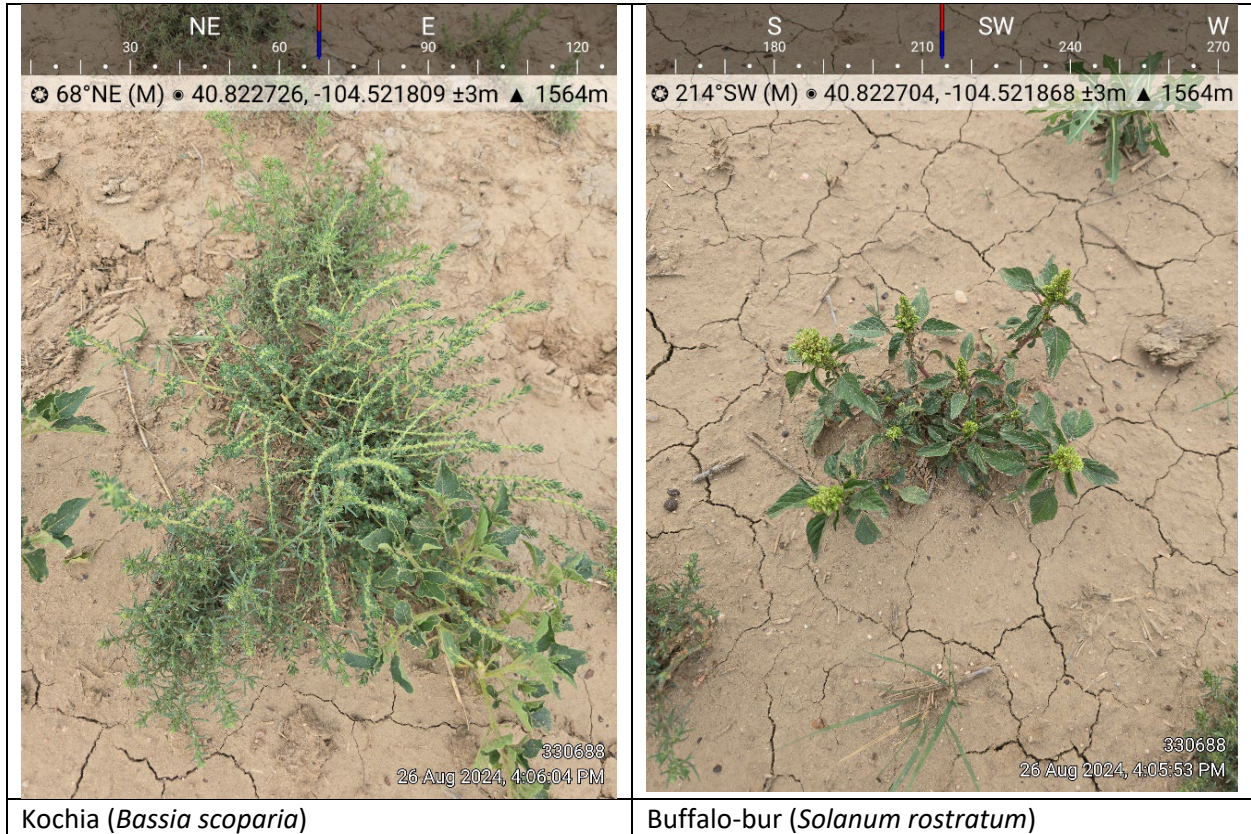 NE E
30 60 90 120
68°NE (M) 40.822726, -104.521809 ±3m ▲ 1564m
330688
26 Aug 2024, 4:06:04 PM
Kochia (Bassia scoparia)
S SW W
180 210 240 270
214°SW (M) 40.822704, -104.521868 ±3m ▲ 1564m
330688
26 Aug 2024, 4:05:53 PM
Buffalo-bur (Solanum rostratum)